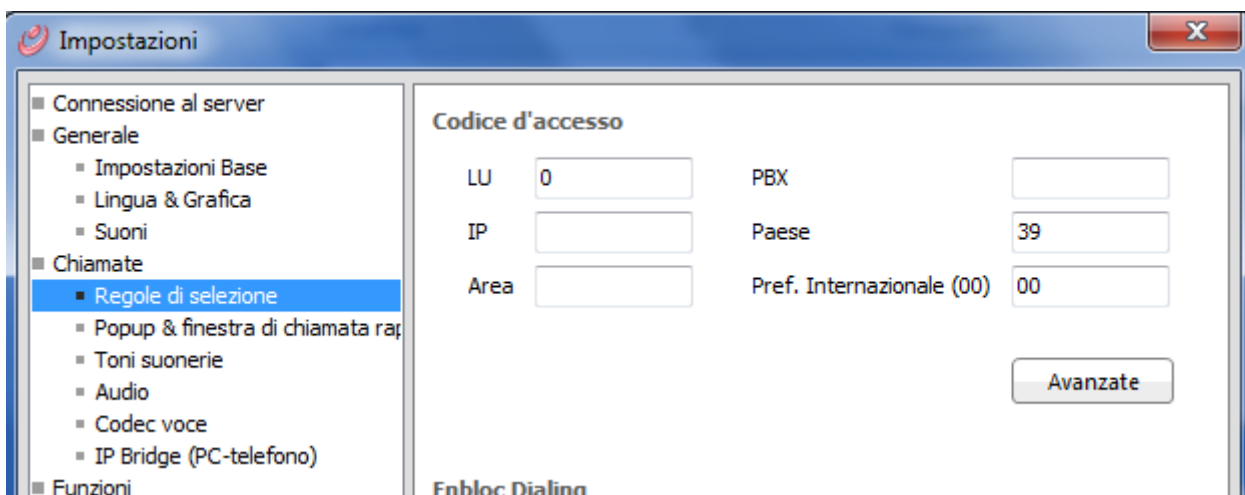 Impostazioni
Connessione al server
Generale
Impostazioni Base
Lingua & Grafica
Suoni
Chiamate
Regole di selezione
Popup & finestra di chiamata rap
Toni suonerie
Audio
Codec voce
IP Bridge (PC-telefono)
Funzioni
Codice d'accesso
LU 0 PBX
IP Paese 39
Area Pref. Internazionale (00) 00
Avanzate
Enbloc Dialing